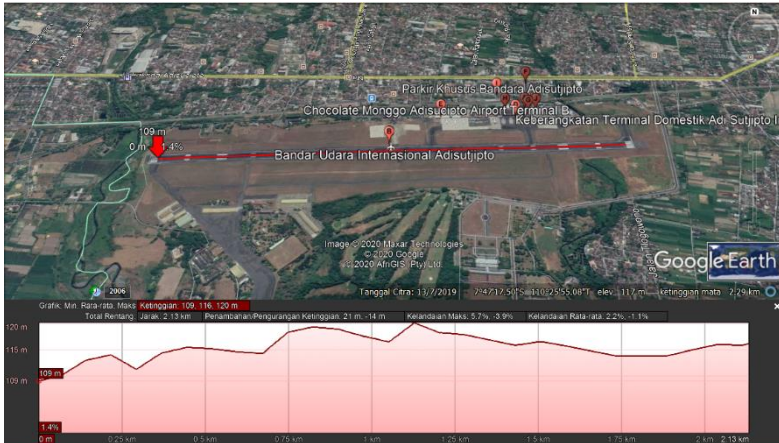 N
Parkir Khusus Bandara Adisutjipto
Chocolate Monggo Adisucipto Airport Terminal B
Keberangkatan Terminal Domestik Adi Sutjipto I
109 m
0 m
1.4%
Bandar Udara Internasional Adisutjipto
Image © 2020 Maxar Technologies
© 2020 Google
© 2020 AfriGIS (Pty) Ltd.
Google Earth
2006
Tanggal Citra: 13/7/2019
7°47'17.50"S 110°25'55.08"T elev. 117 m ketinggian mata 2.29 km
Grafik: Min, Rata-rata, Maks Ketinggian: 109, 116, 120 m
Total Rentang: Jarak: 2.13 km Penambahan/Pengurangan Ketinggian: 21 m, -14 m Kelandaian Maks: 5.7%, -3.9% Kelandaian Rata-rata: 2.2%, -1.1%
120 m
115 m
109 m
109 m
1.4%
0 m 0.25 km 0.5 km 0.75 km 1 km 1.25 km 1.5 km 1.75 km 2 km 2.13 km